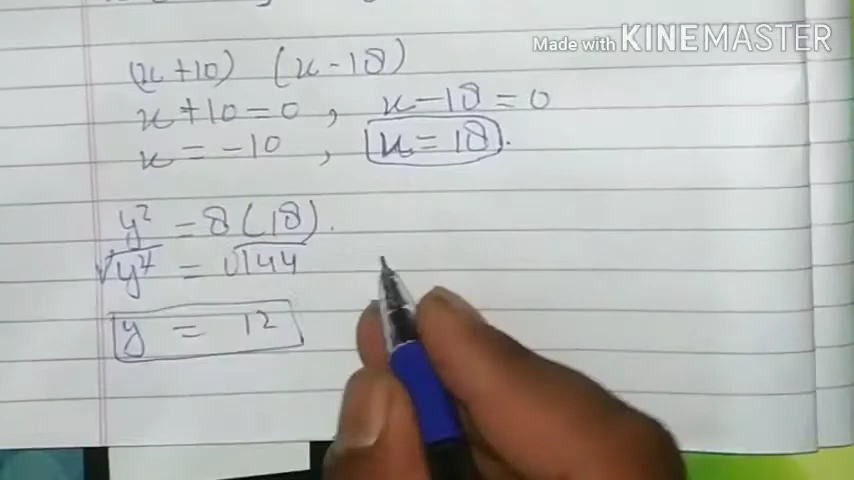 Made with KINEMASTER
(x+10) (x-18)
x+10=0, x-18=0
x=-10, x=18.
y²=8(18).
√y²=√144
y = 12